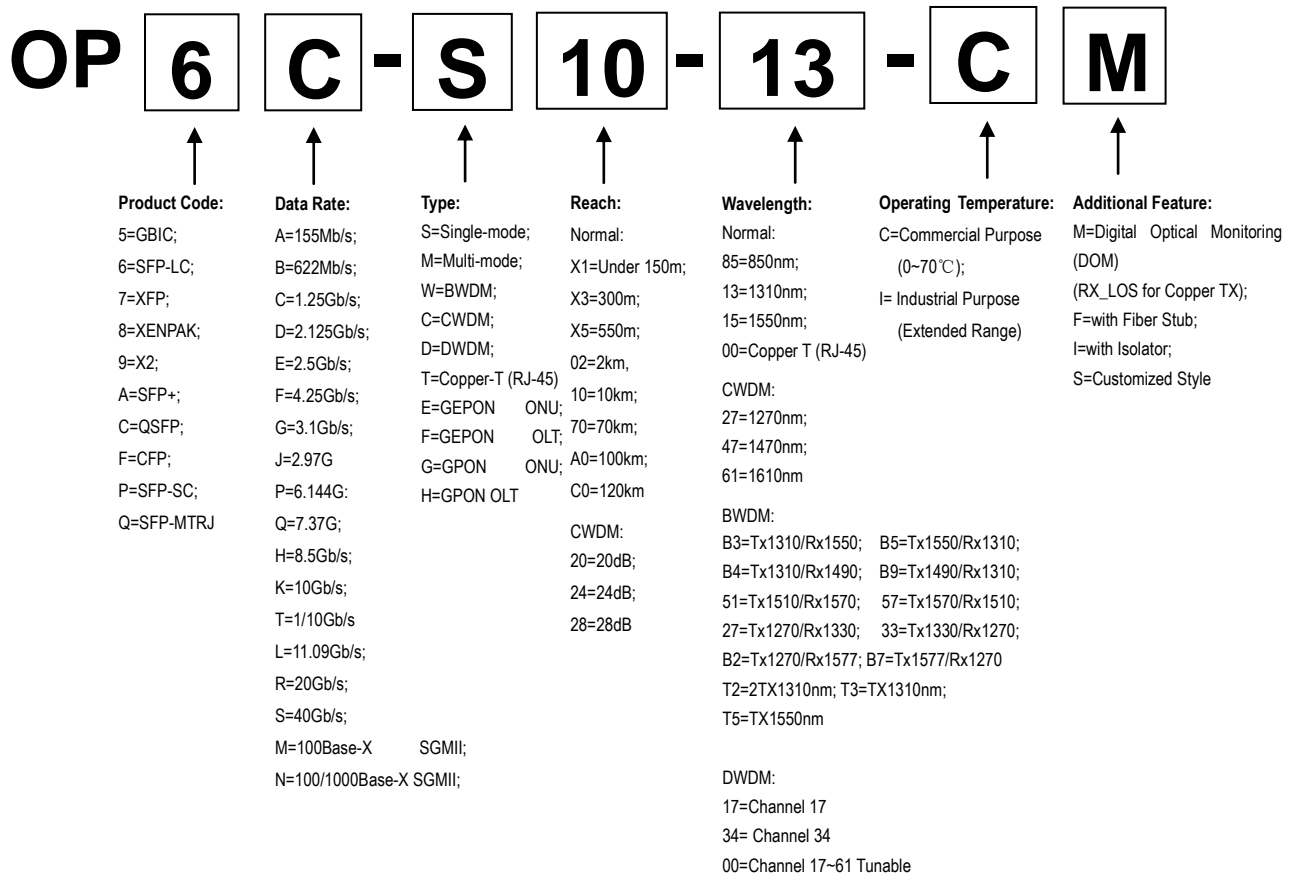 OP 6 C - S 10 - 13 - C M
Product Code:
5=GBIC;
6=SFP-LC;
7=XFP;
8=XENPAK;
9=X2;
A=SFP+;
C=QSFP;
F=CFP;
P=SFP-SC;
Q=SFP-MTRJ
Data Rate:
A=155Mb/s;
B=622Mb/s;
C=1.25Gb/s;
D=2.125Gb/s;
E=2.5Gb/s;
F=4.25Gb/s;
G=3.1Gb/s;
J=2.97G
P=6.144G:
Q=7.37G;
H=8.5Gb/s;
K=10Gb/s;
T=1/10Gb/s
L=11.09Gb/s;
R=20Gb/s;
S=40Gb/s;
M=100Base-X SGMII;
N=100/1000Base-X SGMII;
Type:
S=Single-mode;
M=Multi-mode;
W=BWDM;
C=CWDM;
D=DWDM;
T=Copper-T (RJ-45)
E=GEPON ONU;
F=GEPON OLT;
G=GPON ONU;
H=GPON OLT
Reach:
Normal:
X1=Under 150m;
X3=300m;
X5=550m;
02=2km,
10=10km;
70=70km;
A0=100km;
C0=120km
CWDM:
20=20dB;
24=24dB;
28=28dB
Wavelength:
Normal:
85=850nm;
13=1310nm;
15=1550nm;
00=Copper T (RJ-45)
CWDM:
27=1270nm;
47=1470nm;
61=1610nm
BWDM:
B3=Tx1310/Rx1550; B5=Tx1550/Rx1310;
B4=Tx1310/Rx1490; B9=Tx1490/Rx1310;
51=Tx1510/Rx1570; 57=Tx1570/Rx1510;
27=Tx1270/Rx1330; 33=Tx1330/Rx1270;
B2=Tx1270/Rx1577; B7=Tx1577/Rx1270
T2=2TX1310nm; T3=TX1310nm;
T5=TX1550nm
DWDM:
17=Channel 17
34= Channel 34
00=Channel 17~61 Tunable
Operating Temperature:
C=Commercial Purpose
(0~70℃);
I= Industrial Purpose
(Extended Range)
Additional Feature:
M=Digital Optical Monitoring
(DOM)
(RX_LOS for Copper TX);
F=with Fiber Stub;
I=with Isolator;
S=Customized Style